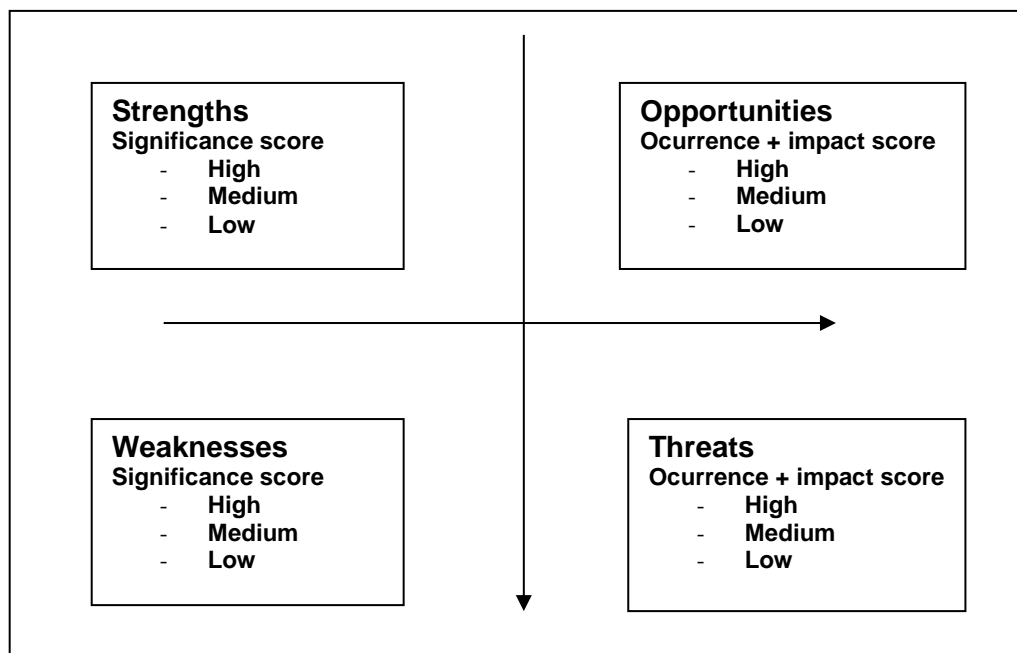 Strengths
Significance score
- High
- Medium
- Low
Opportunities
Ocurrence + impact score
- High
- Medium
- Low
Weaknesses
Significance score
- High
- Medium
- Low
Threats
Ocurrence + impact score
- High
- Medium
- Low